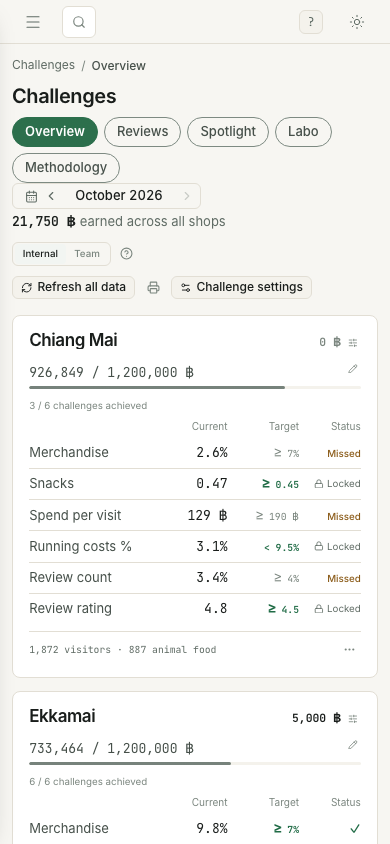 ?
Challenges / Overview
Challenges
Overview Reviews Spotlight Labo
Methodology
October 2026
21,750 ฿ earned across all shops
Internal Team ?
Refresh all data Challenge settings
Chiang Mai 0 ฿
926,849 / 1,200,000 ฿
3 / 6 challenges achieved
Current Target Status
Merchandise 2.6% ≥ 7% Missed
Snacks 0.47 ≥ 0.45 Locked
Spend per visit 129 ฿ ≥ 190 ฿ Missed
Running costs % 3.1% < 9.5% Locked
Review count 3.4% ≥ 4% Missed
Review rating 4.8 ≥ 4.5 Locked
1,872 visitors · 887 animal food ···
Ekkamai 5,000 ฿
733,464 / 1,200,000 ฿
6 / 6 challenges achieved
Current Target Status
Merchandise 9.8% ≥ 7% ✓